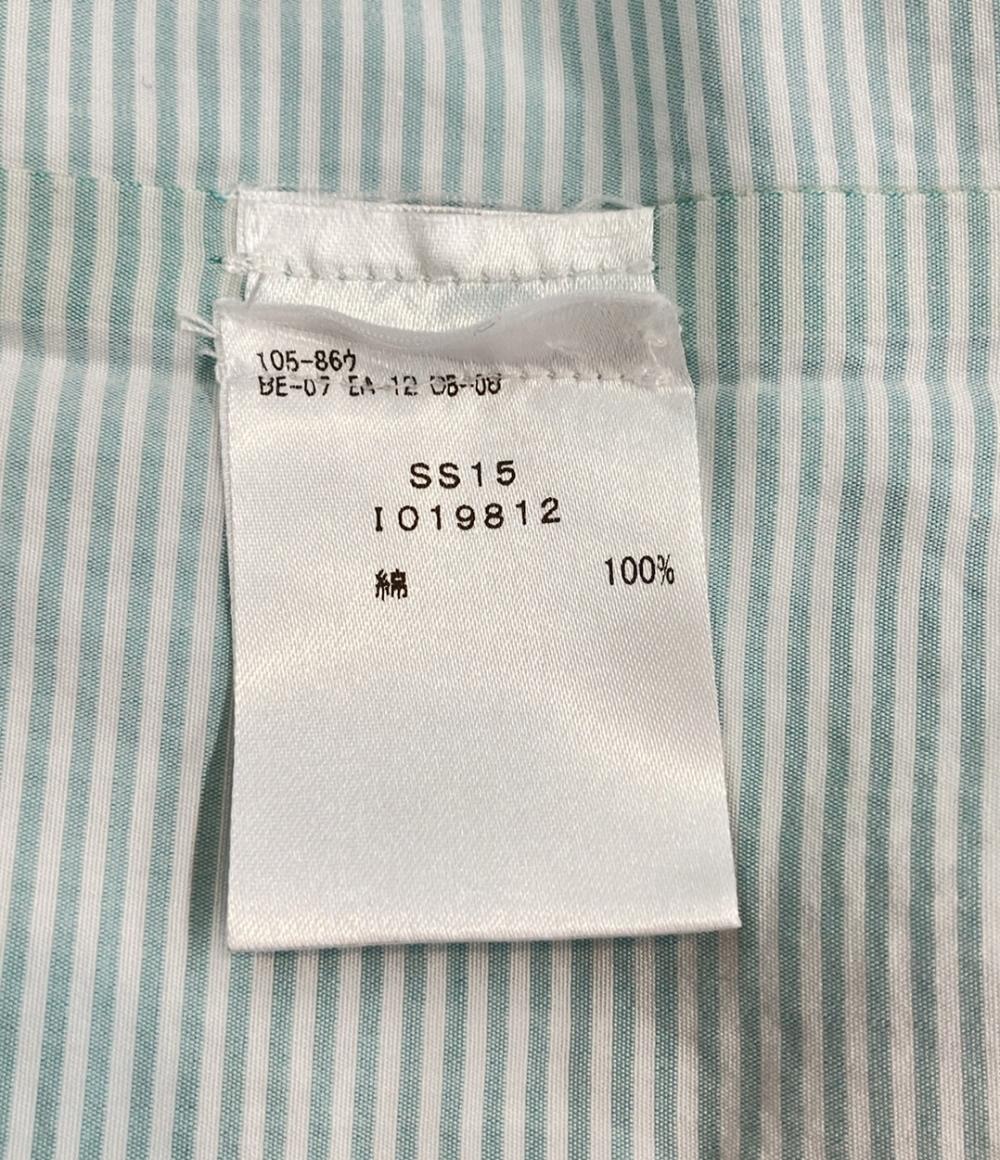 105-86ウ
BE-07 EA-12 DB-08
SS15
I019812
綿 100%